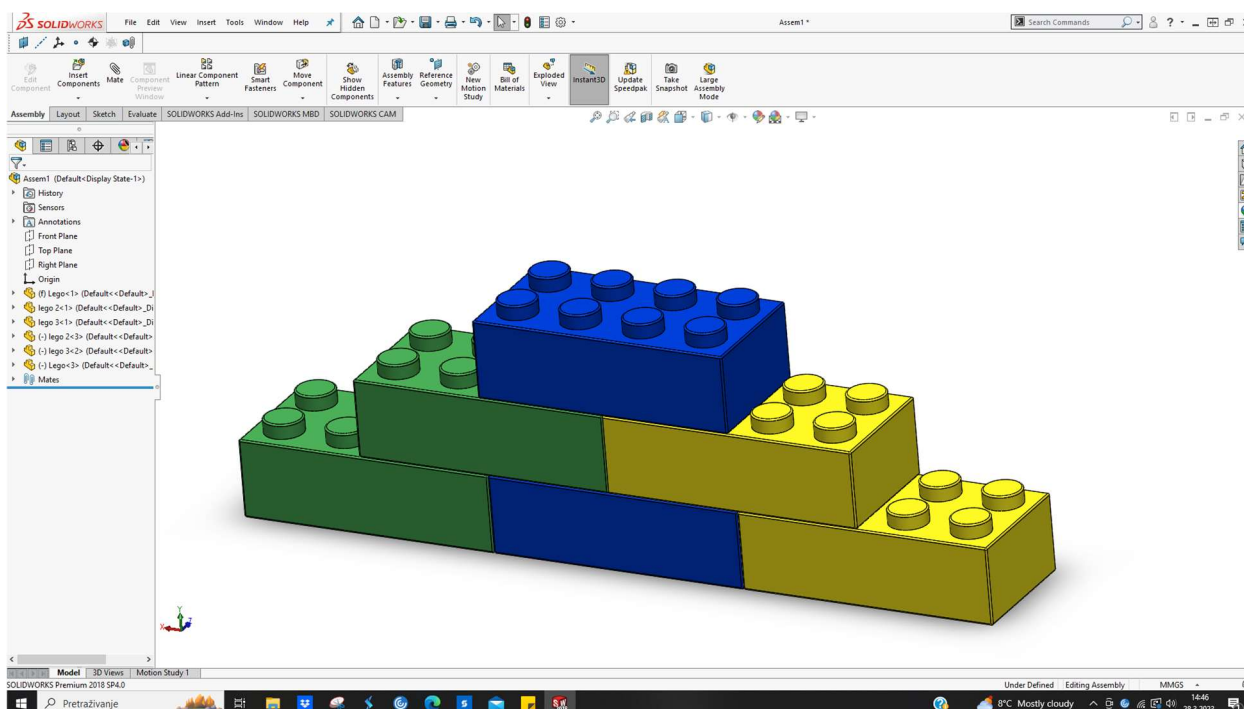 SOLIDWORKS File Edit View Insert Tools Window Help Assem1 * Search Commands
Edit Component
Insert Components
Mate
Component Preview Window
Linear Component Pattern
Smart Fasteners
Move Component
Show Hidden Components
Assembly Features
Reference Geometry
New Motion Study
Bill of Materials
Exploded View
Instant3D
Update Speedpak
Take Snapshot
Large Assembly Mode
Assembly Layout Sketch Evaluate SOLIDWORKS Add-Ins SOLIDWORKS MBD SOLIDWORKS CAM
Assem1 (Default<Display State-1>)
History
Sensors
Annotations
Front Plane
Top Plane
Right Plane
Origin
(f) Lego<1> (Default<<Default>_
lego 2<1> (Default<<Default>_Di
lego 3<1> (Default<<Default>_Di
(-) lego 2<3> (Default<<Default>
(-) lego 3<2> (Default<<Default>
(-) Lego<3> (Default<<Default>_
Mates
Y
X
Z
Model 3D Views Motion Study 1
SOLIDWORKS Premium 2018 SP4.0 Under Defined Editing Assembly MMGS
Pretraživanje 8°C Mostly cloudy 14:46
28.3.2023.